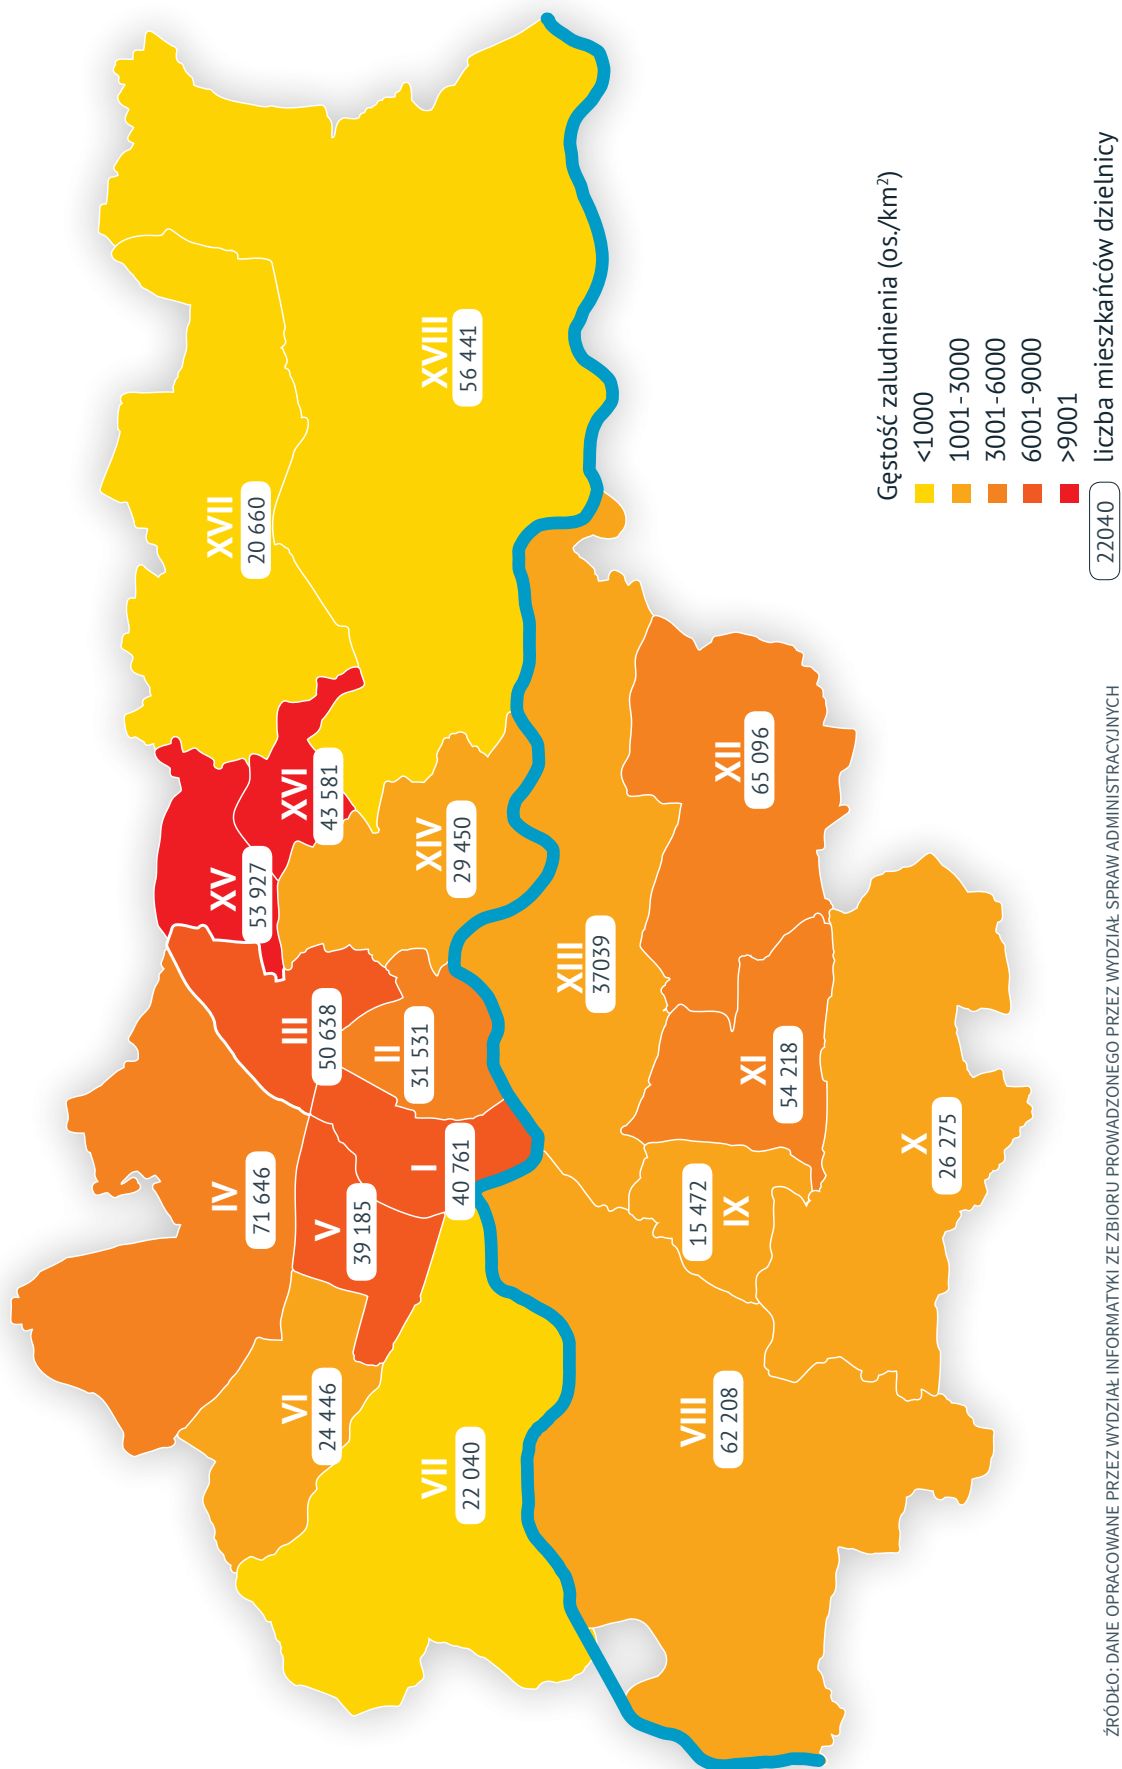 IV
71 646
XV
53 927
XVII
20 660
III
50 638
XVI
43 581
VI
24 446
V
39 185
II
31 531
XIV
29 450
XVIII
56 441
VII
22 040
I
40 761
XIII
37039
VIII
62 208
15 472
IX
XI
54 218
XII
65 096
X
26 275
Gęstość zaludnienia (os./km²)
<1000
1001-3000
3001-6000
6001-9000
>9001
22040 liczba mieszkańców dzielnicy
ŹRÓDŁO: DANE OPRACOWANE PRZEZ WYDZIAŁ INFORMATYKI ZE ZBIORU PROWADZONEGO PRZEZ WYDZIAŁ SPRAW ADMINISTRACYJNYCH